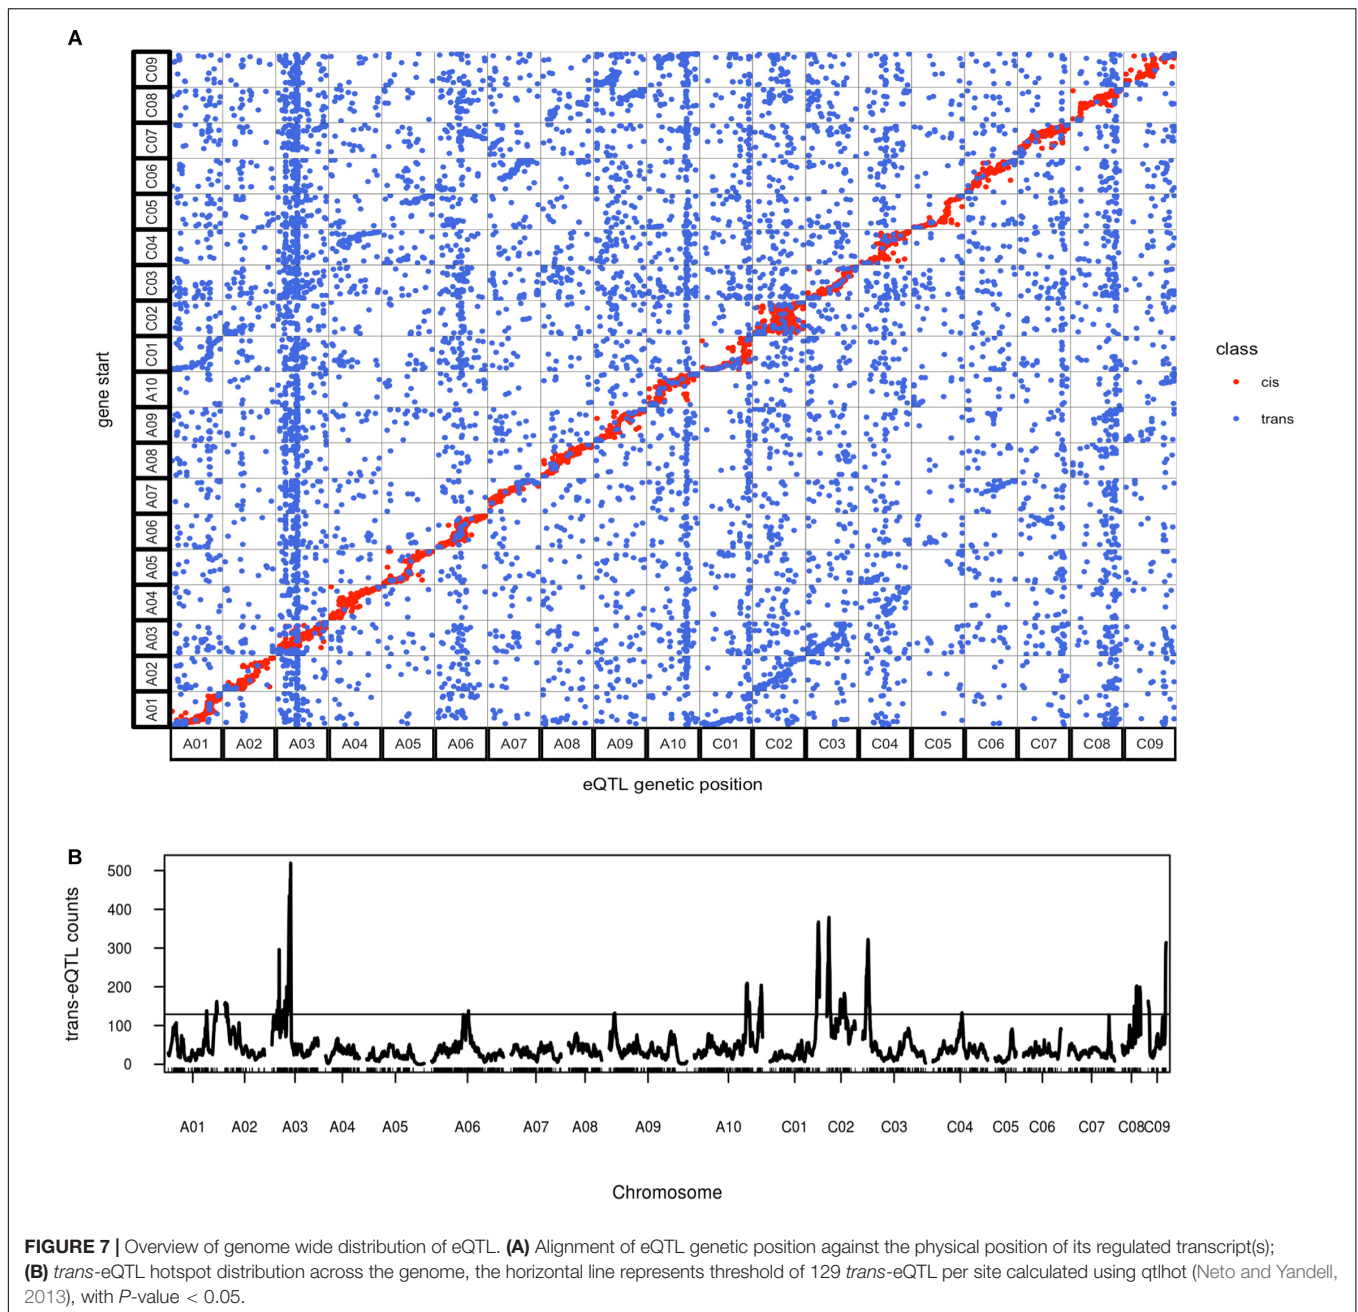 A
C09
C08
C07
C06
C05
C04
C03
C02
C01
A10
A09
A08
A07
A06
A05
A04
A03
A02
A01
gene start
A01 A02 A03 A04 A05 A06 A07 A08 A09 A10 C01 C02 C03 C04 C05 C06 C07 C08 C09
eQTL genetic position
class
cis
trans
B
500
400
300
200
100
0
trans-eQTL counts
A01 A02 A03 A04 A05 A06 A07 A08 A09 A10 C01 C02 C03 C04 C05 C06 C07 C08C09
Chromosome
FIGURE 7 | Overview of genome wide distribution of eQTL. (A) Alignment of eQTL genetic position against the physical position of its regulated transcript(s);
(B) trans-eQTL hotspot distribution across the genome, the horizontal line represents threshold of 129 trans-eQTL per site calculated using qtlhot (Neto and Yandell,
2013), with P-value < 0.05.